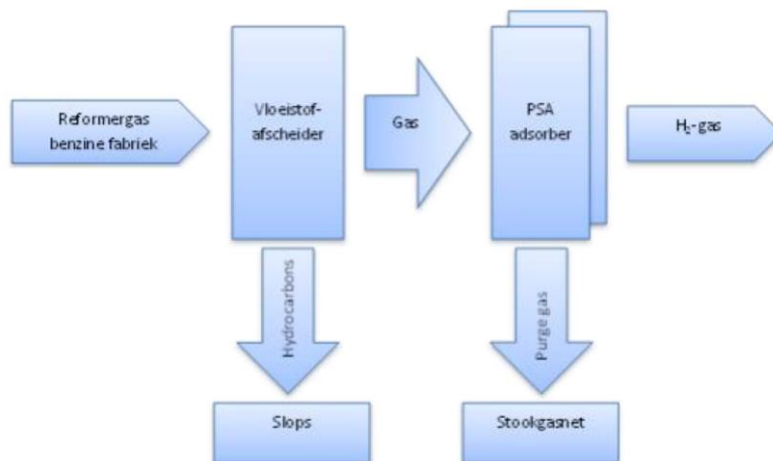 Reformergas
benzine fabriek
Vloeistof-
afscheider
Gas
PSA
adsorber
H₂-gas
Hydrocarbons
Purge gas
Slops
Stookgasnet